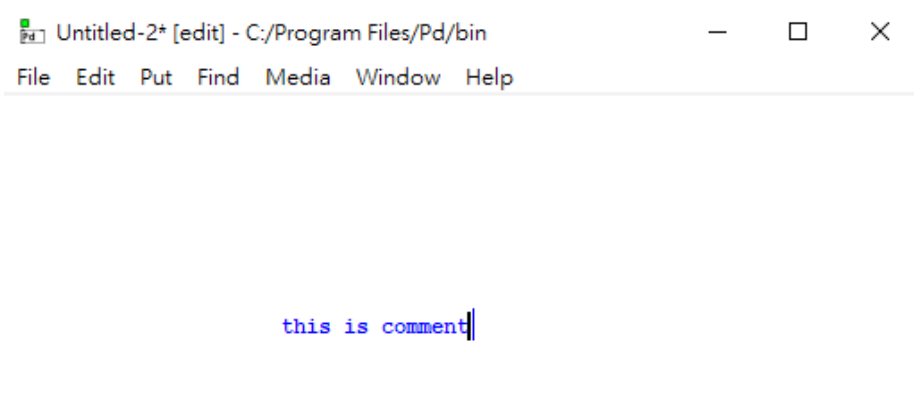 Untitled-2* [edit] - C:/Program Files/Pd/bin
File Edit Put Find Media Window Help
this is comment